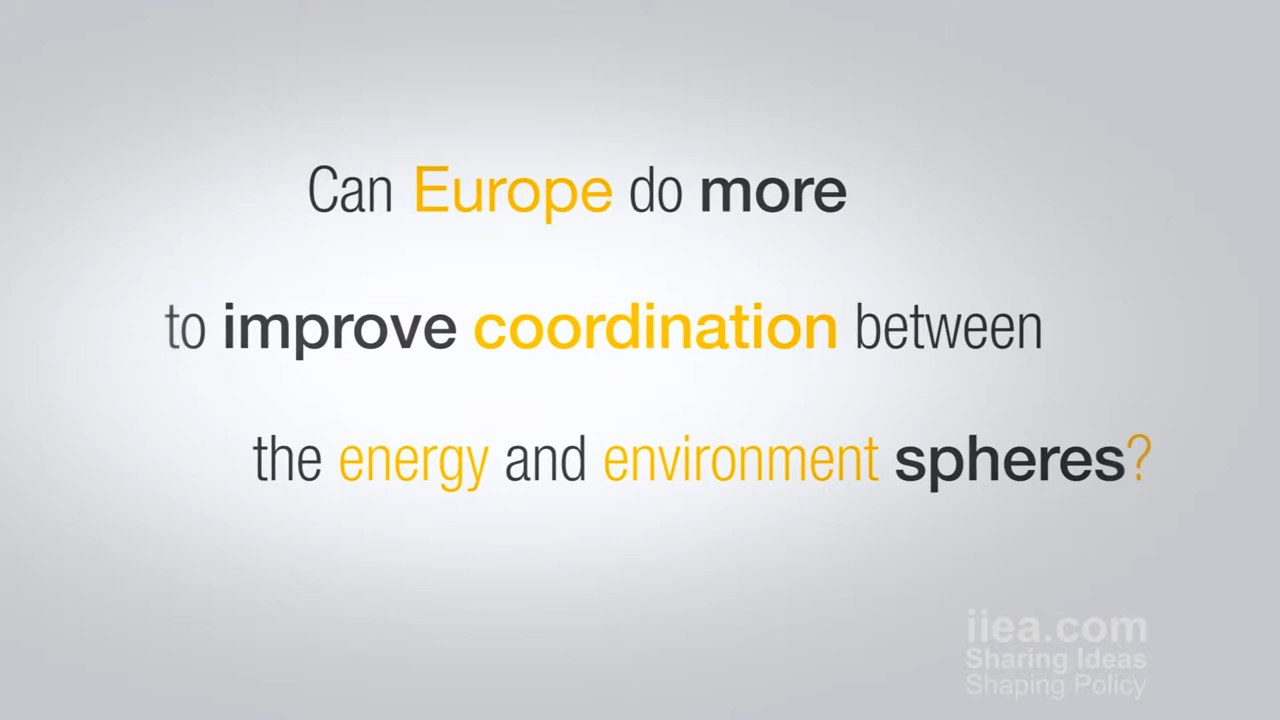 Can Europe do more
to improve coordination between
the energy and environment spheres?
iiea.com
Sharing Ideas
Shaping Policy